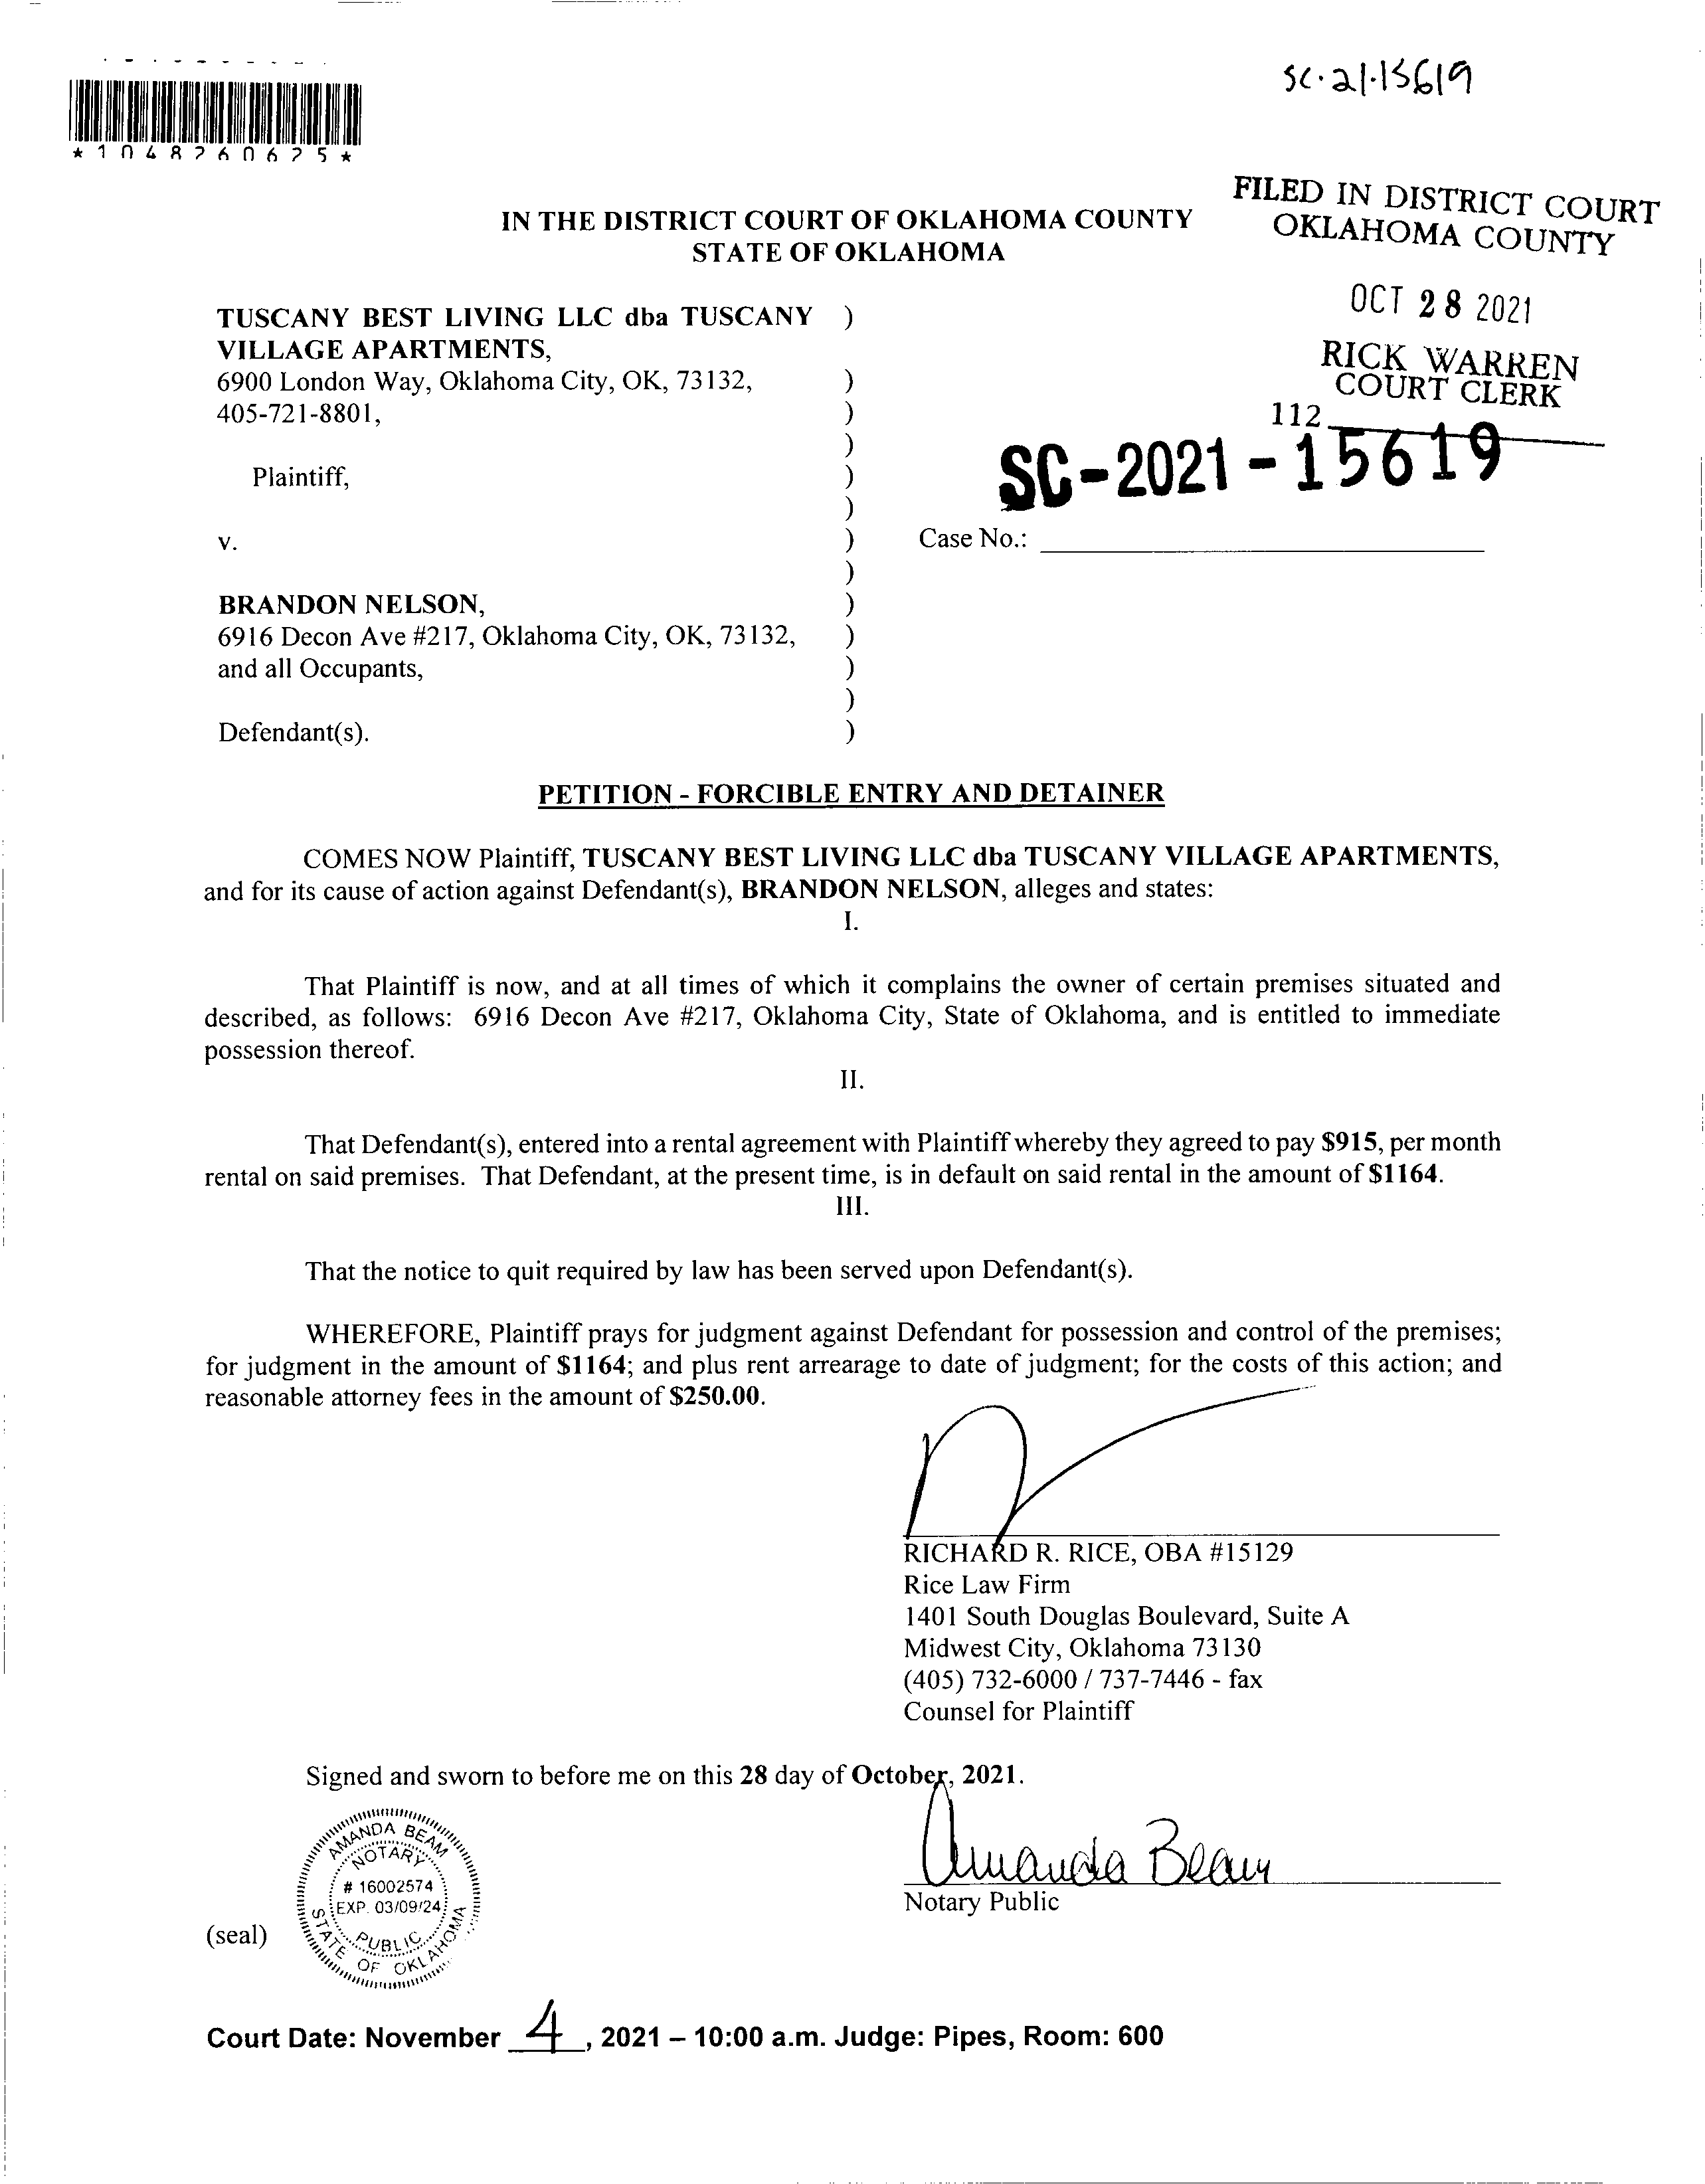 SC-21-15619
*1048760675*
FILED IN DISTRICT COURT
OKLAHOMA COUNTY
IN THE DISTRICT COURT OF OKLAHOMA COUNTY
STATE OF OKLAHOMA
OCT 28 2021
RICK WARREN
COURT CLERK
112
SC-2021-15619
TUSCANY BEST LIVING LLC dba TUSCANY )
VILLAGE APARTMENTS,
6900 London Way, Oklahoma City, OK, 73132, )
405-721-8801, )
)
Plaintiff, )
)
v. ) Case No.:
)
BRANDON NELSON, )
6916 Decon Ave #217, Oklahoma City, OK, 73132, )
and all Occupants, )
)
Defendant(s). )
PETITION - FORCIBLE ENTRY AND DETAINER
COMES NOW Plaintiff, TUSCANY BEST LIVING LLC dba TUSCANY VILLAGE APARTMENTS,
and for its cause of action against Defendant(s), BRANDON NELSON, alleges and states:
I.
That Plaintiff is now, and at all times of which it complains the owner of certain premises situated and
described, as follows: 6916 Decon Ave #217, Oklahoma City, State of Oklahoma, and is entitled to immediate
possession thereof.
II.
That Defendant(s), entered into a rental agreement with Plaintiff whereby they agreed to pay $915, per month
rental on said premises. That Defendant, at the present time, is in default on said rental in the amount of $1164.
III.
That the notice to quit required by law has been served upon Defendant(s).
WHEREFORE, Plaintiff prays for judgment against Defendant for possession and control of the premises;
for judgment in the amount of $1164; and plus rent arrearage to date of judgment; for the costs of this action; and
reasonable attorney fees in the amount of $250.00.
RICHARD R. RICE, OBA #15129
Rice Law Firm
1401 South Douglas Boulevard, Suite A
Midwest City, Oklahoma 73130
(405) 732-6000 / 737-7446 - fax
Counsel for Plaintiff
Signed and sworn to before me on this 28 day of October, 2021.
Amanda Beam
Notary Public
AMANDA BEAM
NOTARY
# 16002574
EXP. 03/09/24
PUBLIC
STATE OF OKLAHOMA
(seal)
Court Date: November 4, 2021 – 10:00 a.m. Judge: Pipes, Room: 600